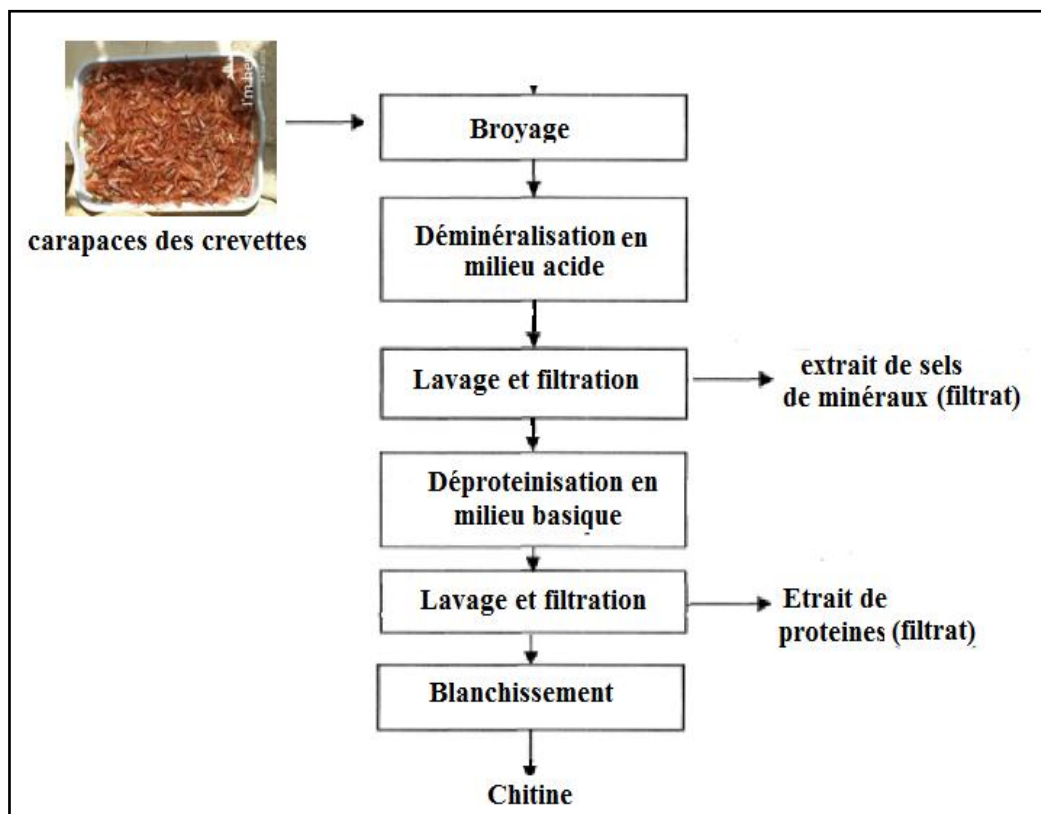 I'm he
Broyage
carapaces des crevettes
Déminéralisation en
milieu acide
Lavage et filtration
extrait de sels
de minéraux (filtrat)
Déproteinisation en
milieu basique
Lavage et filtration
Etrait de
proteines (filtrat)
Blanchissement
Chitine